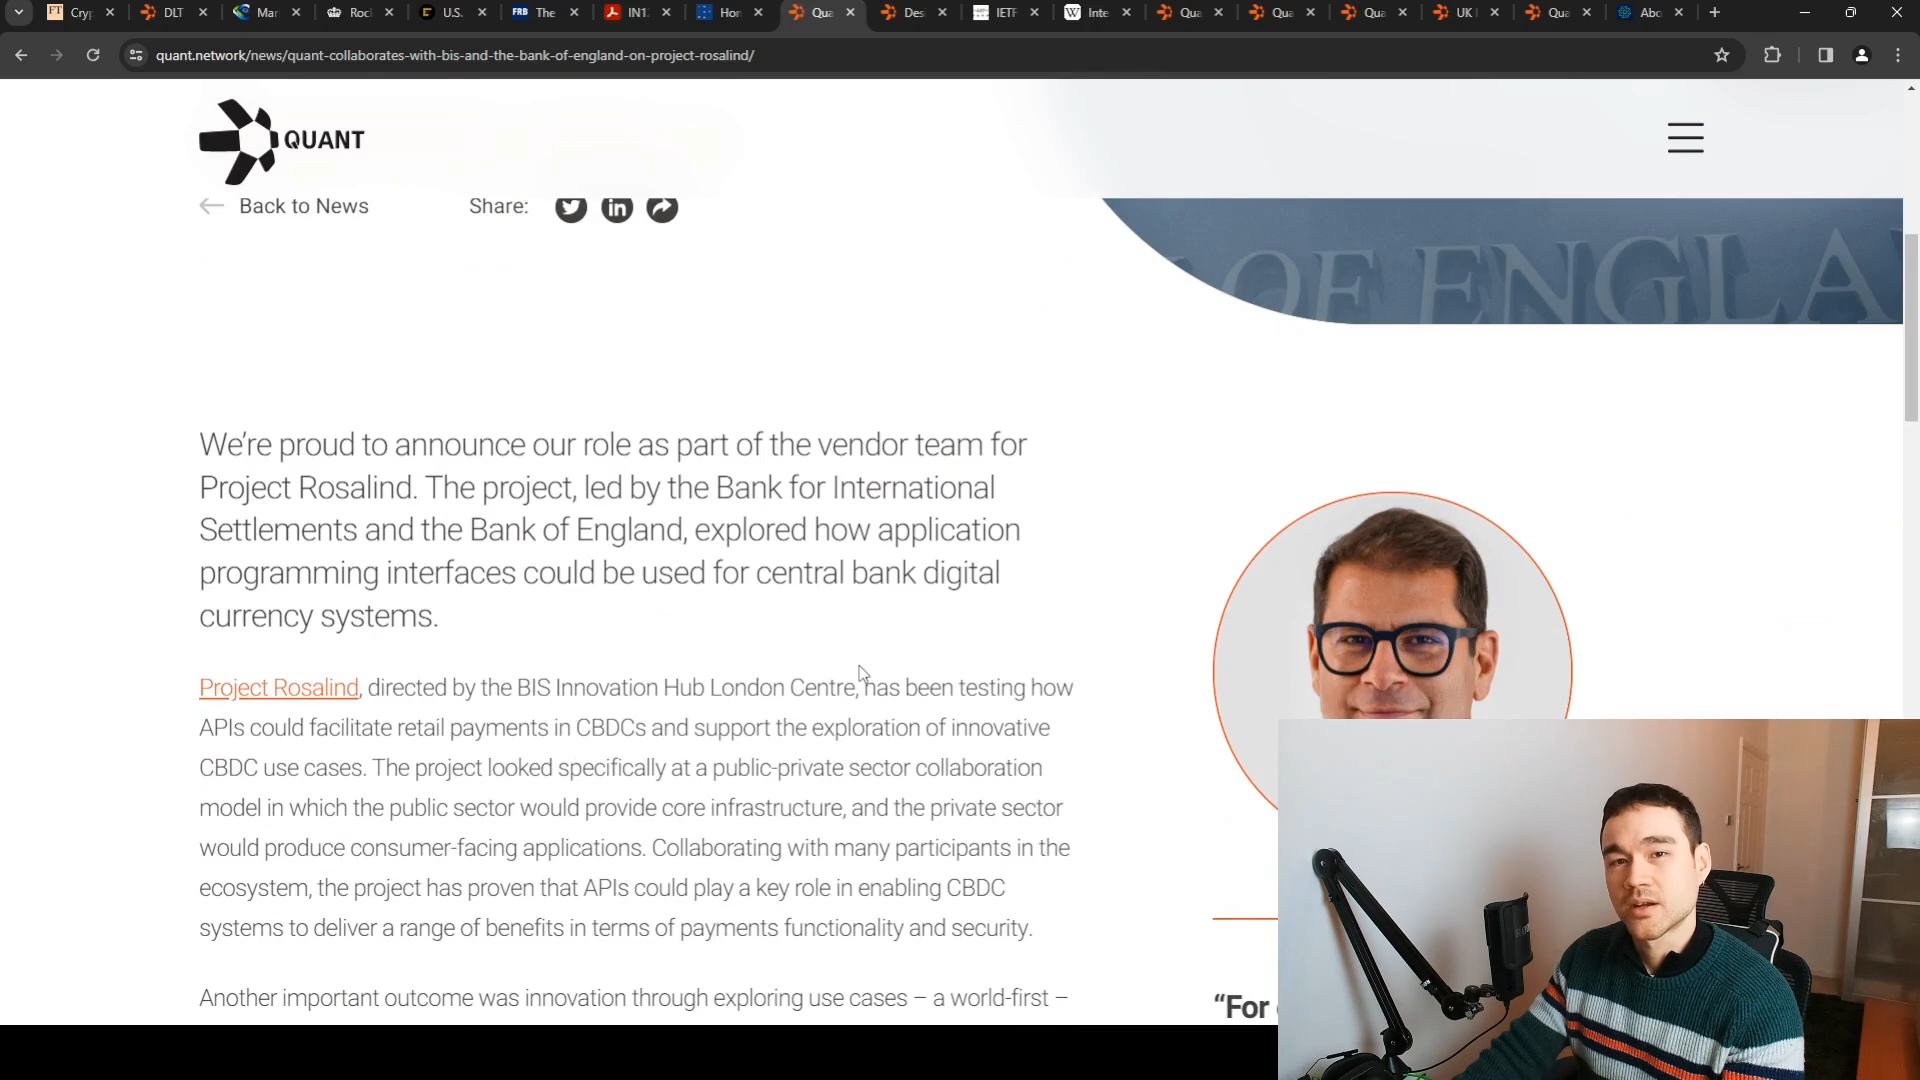 Cryp
DLT
Mar
Rocl
U.S.
FRB
The
IN1
Hon
Qua
Des
IETF
W
Inte
Qua
Qua
Qua
UK
Qua
Abo
quant.network/news/quant-collaborates-with-bis-and-the-bank-of-england-on-project-rosalind/
QUANT
← Back to News
Share:
OF ENGLA
We’re proud to announce our role as part of the vendor team for
Project Rosalind. The project, led by the Bank for International
Settlements and the Bank of England, explored how application
programming interfaces could be used for central bank digital
currency systems.
Project Rosalind, directed by the BIS Innovation Hub London Centre, has been testing how
APIs could facilitate retail payments in CBDCs and support the exploration of innovative
CBDC use cases. The project looked specifically at a public-private sector collaboration
model in which the public sector would provide core infrastructure, and the private sector
would produce consumer-facing applications. Collaborating with many participants in the
ecosystem, the project has proven that APIs could play a key role in enabling CBDC
systems to deliver a range of benefits in terms of payments functionality and security.
Another important outcome was innovation through exploring use cases – a world-first –
“For